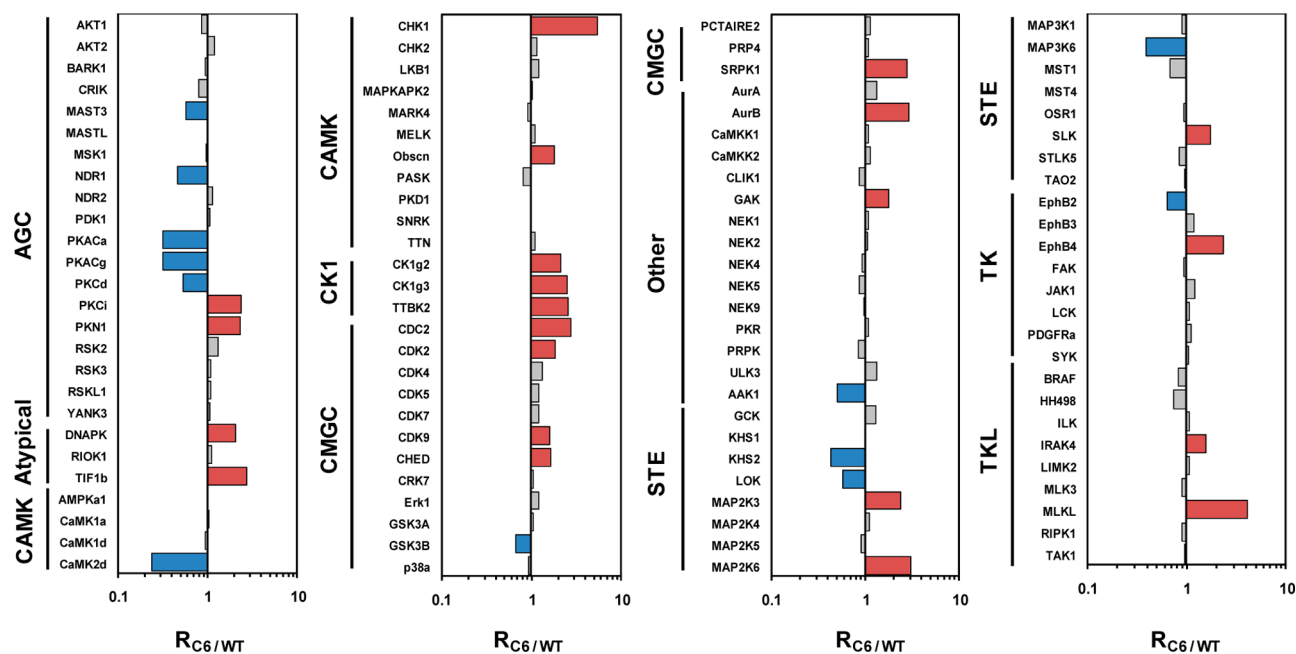 AGC
AKT1
AKT2
BARK1
CRIK
MAST3
MASTL
MSK1
NDR1
NDR2
PDK1
PKACa
PKACg
PKCd
PKCi
PKN1
RSK2
RSK3
RSKL1
YANK3
Atypical
DNAPK
RIOK1
TIF1b
CAMK
AMPKa1
CaMK1a
CaMK1d
CaMK2d
0.1 1 10
R C6 / WT
CAMK
CHK1
CHK2
LKB1
MAPKAPK2
MARK4
MELK
Obscn
PASK
PKD1
SNRK
TTN
CK1
CK1g2
CK1g3
TTBK2
CMGC
CDC2
CDK2
CDK4
CDK5
CDK7
CDK9
CHED
CRK7
Erk1
GSK3A
GSK3B
p38a
0.1 1 10
R C6 / WT
CMGC
PCTAIRE2
PRP4
SRPK1
Other
AurA
AurB
CaMKK1
CaMKK2
CLIK1
GAK
NEK1
NEK2
NEK4
NEK5
NEK9
PKR
PRPK
ULK3
AAK1
STE
GCK
KHS1
KHS2
LOK
MAP2K3
MAP2K4
MAP2K5
MAP2K6
0.1 1 10
R C6 / WT
STE
MAP3K1
MAP3K6
MST1
MST4
OSR1
SLK
STLK5
TAO2
TK
EphB2
EphB3
EphB4
FAK
JAK1
LCK
PDGFRa
SYK
TKL
BRAF
HH498
ILK
IRAK4
LIMK2
MLK3
MLKL
RIPK1
TAK1
0.1 1 10
R C6 / WT